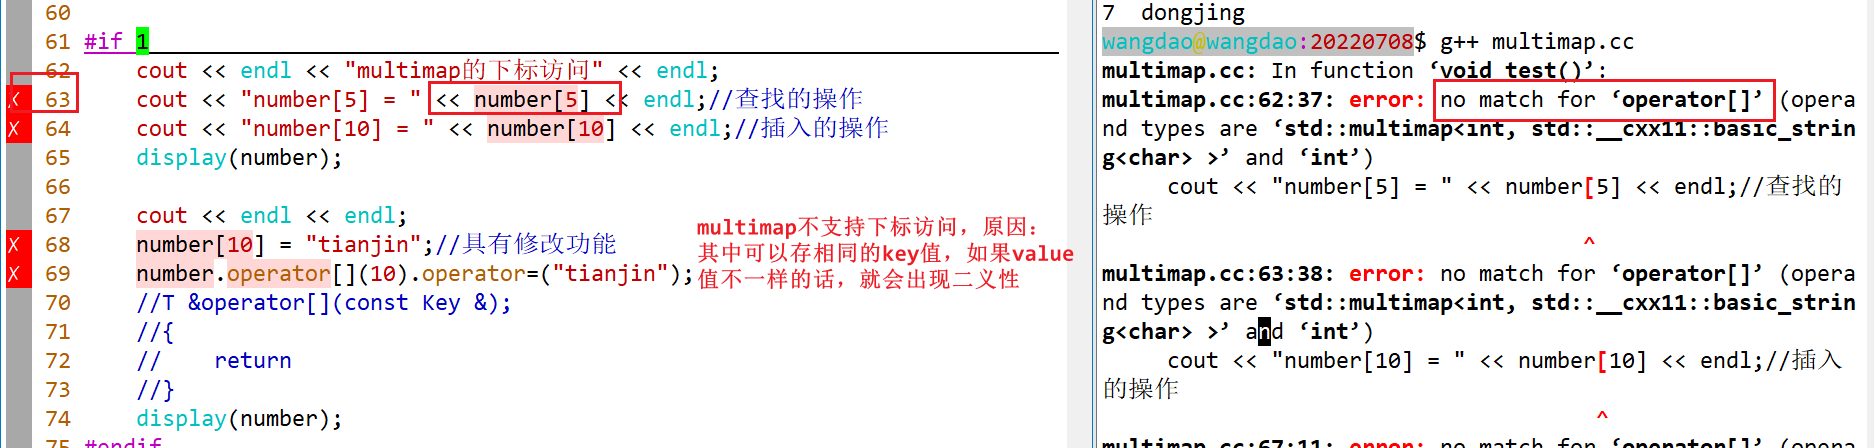 60
61 #if 1
62     cout << endl << "multimap的下标访问" << endl;
63     cout << "number[5] = " << number[5] << endl;//查找的操作
64     cout << "number[10] = " << number[10] << endl;//插入的操作
65     display(number);
66
67     cout << endl << endl;
68     number[10] = "tianjin";//具有修改功能
69     number.operator[](10).operator=("tianjin");
70     //T &operator[](const Key &);
71     //{
72     //    return
73     //}
74     display(number);
75 #endif
multimap不支持下标访问，原因：
其中可以存相同的key值，如果value
值不一样的话，就会出现二义性
7  dongjing
wangdao@wangdao:20220708$ g++ multimap.cc
multimap.cc: In function ‘void test()’:
multimap.cc:62:37: error: no match for ‘operator[]’ (opera
nd types are ‘std::multimap<int, std::__cxx11::basic_strin
g<char> >’ and ‘int’)
     cout << "number[5] = " << number[5] << endl;//查找的
操作
^
multimap.cc:63:38: error: no match for ‘operator[]’ (opera
nd types are ‘std::multimap<int, std::__cxx11::basic_strin
g<char> >’ and ‘int’)
     cout << "number[10] = " << number[10] << endl;//插入
的操作
^
multimap.cc:67:11: error: no match for ‘operator[]’ (opera